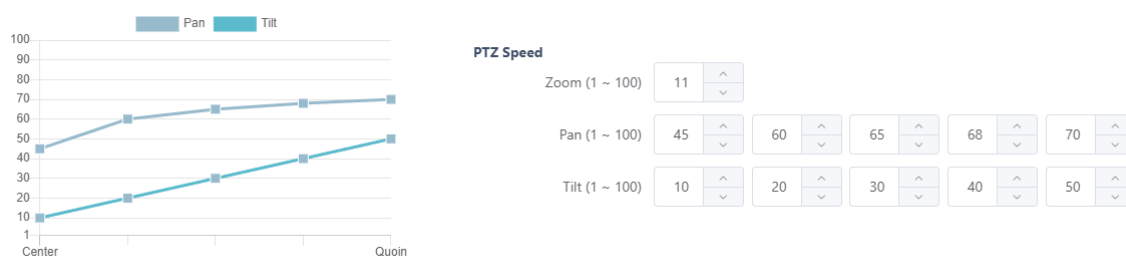 Pan Tilt
100
90
80
70
60
50
40
30
20
10
1
Center Quoin
PTZ Speed
Zoom (1 ~ 100) 11
Pan (1 ~ 100) 45 60 65 68 70
Tilt (1 ~ 100) 10 20 30 40 50